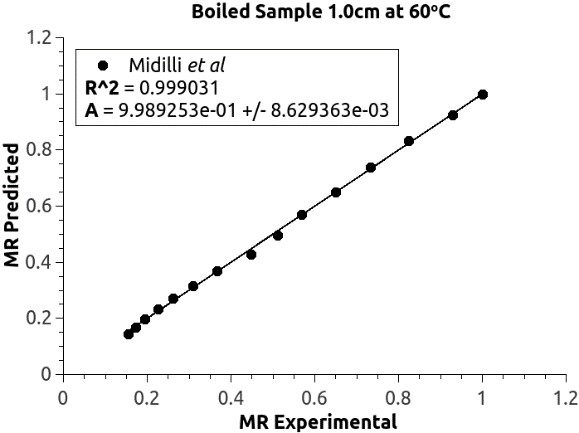 Boiled Sample 1.0cm at 60ºC
1.2
1
0.8
0.6
0.4
0.2
0
MR Predicted
Midilli et al
R^2 = 0.999031
A = 9.989253e-01 +/- 8.629363e-03
0 0.2 0.4 0.6 0.8 1 1.2
MR Experimental